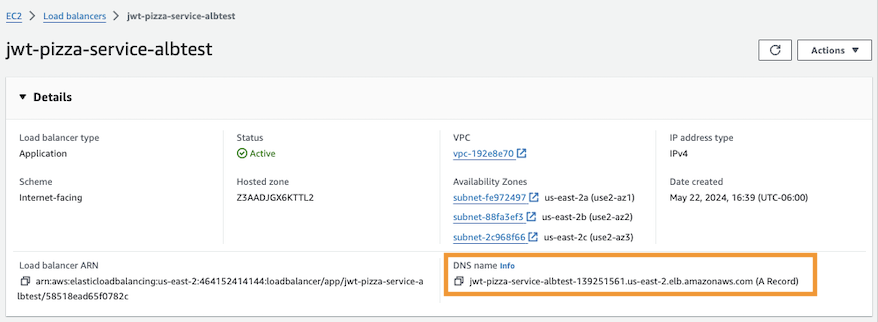 EC2 > Load balancers > jwt-pizza-service-albtest
jwt-pizza-service-albtest
Actions
Details
Load balancer type
Application
Status
Active
VPC
vpc-192e8e70
IP address type
IPv4
Scheme
Internet-facing
Hosted zone
Z3AADJGX6KTTL2
Availability Zones
subnet-fe972497 us-east-2a (use2-az1)
subnet-88fa3ef3 us-east-2b (use2-az2)
subnet-2c968f66 us-east-2c (use2-az3)
Date created
May 22, 2024, 16:39 (UTC-06:00)
Load balancer ARN
arn:aws:elasticloadbalancing:us-east-2:464152414144:loadbalancer/app/jwt-pizza-service-a
lbtest/58518ead65f0782c
DNS name Info
jwt-pizza-service-albtest-139251561.us-east-2.elb.amazonaws.com (A Record)